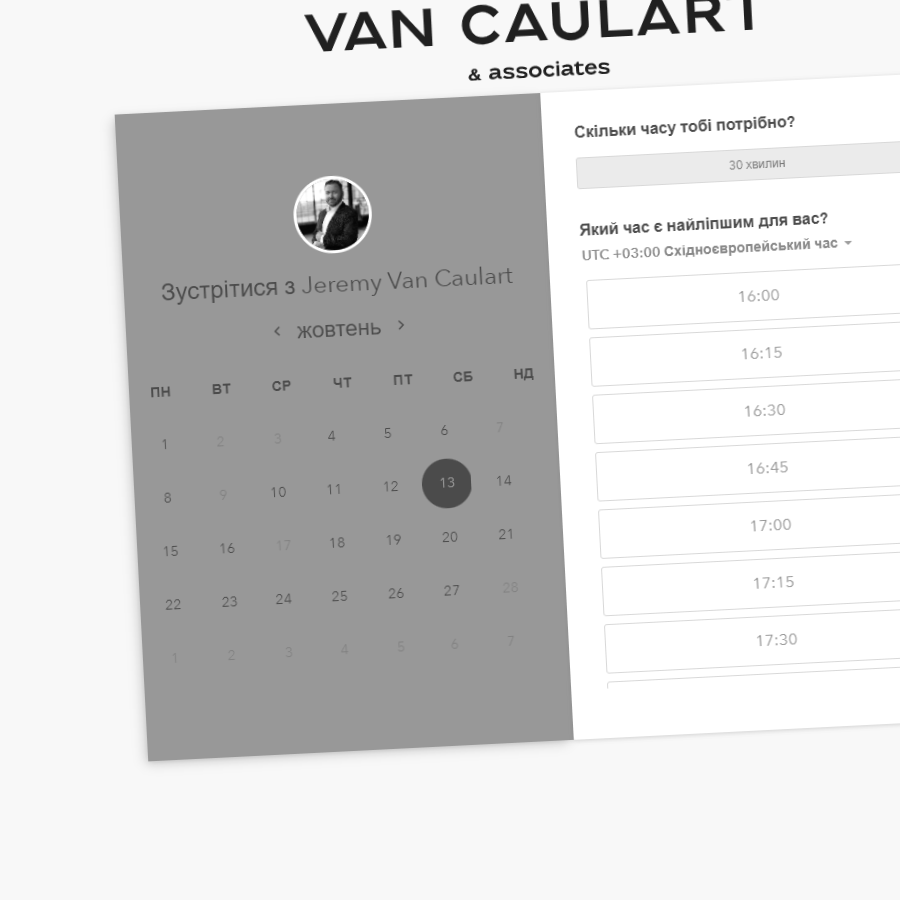 VAN CAULART
& associates
Зустрітися з Jeremy Van Caulart
‹ жовтень ›
ПН ВТ СР ЧТ ПТ СБ НД
1 2 3 4 5 6 7
8 9 10 11 12 13 14
15 16 17 18 19 20 21
22 23 24 25 26 27 28
1 2 3 4 5 6 7
Скільки часу тобі потрібно?
30 хвилин
Який час є найліпшим для вас?
UTC +03:00 Східноєвропейський час
16:00
16:15
16:30
16:45
17:00
17:15
17:30